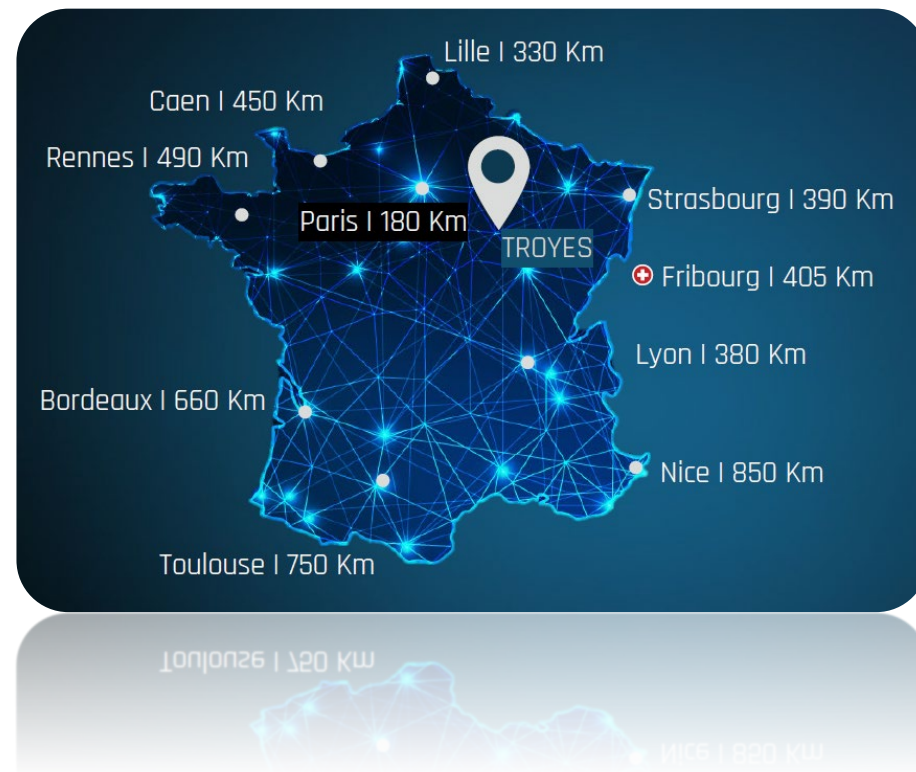 Lille | 330 Km
Caen | 450 Km
Rennes | 490 Km
Strasbourg | 390 Km
Paris | 180 Km
TROYES
Fribourg | 405 Km
Lyon | 380 Km
Bordeaux | 660 Km
Nice | 850 Km
Toulouse | 750 Km